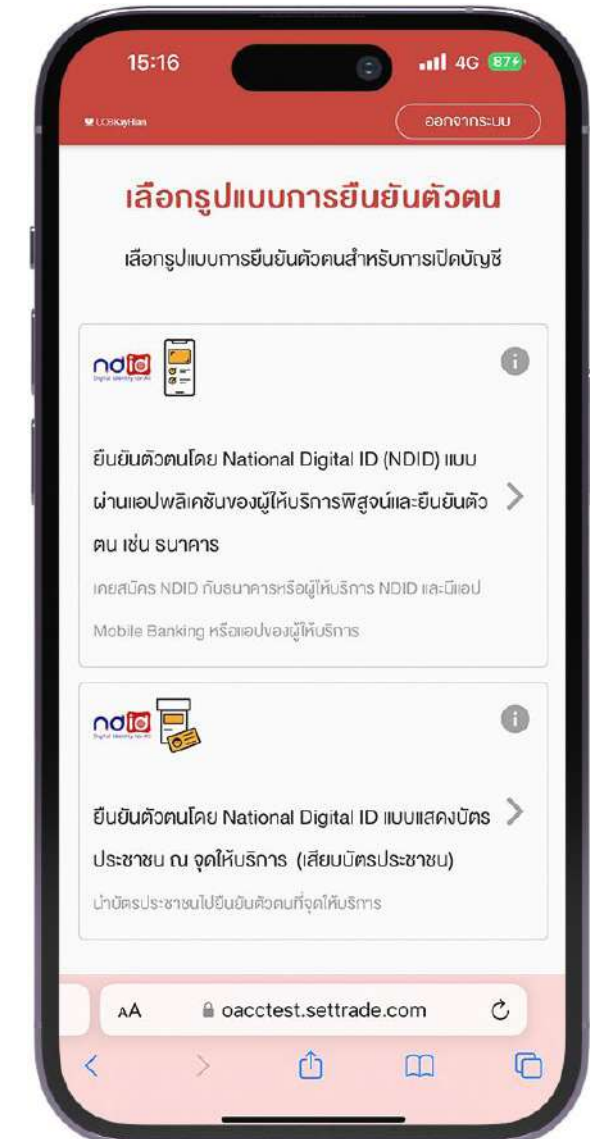 15:16
4G 87
UOBKayHian
ออกจากระบบ
เลือกรูปแบบการยืนยันตัวตน
เลือกรูปแบบการยืนยันตัวตนสำหรับการเปิดบัญชี
ndid
Digital Identity for All
ยืนยันตัวตนโดย National Digital ID (NDID) แบบ
ผ่านแอปพลิเคชันของผู้ให้บริการพิสูจน์และยืนยันตัว
ตน เช่น ธนาคาร
เคยสมัคร NDID กับธนาคารหรือผู้ให้บริการ NDID และมีแอป
Mobile Banking หรือแอปของผู้ให้บริการ
ndid
Digital Identity for All
ยืนยันตัวตนโดย National Digital ID แบบแสดงบัตร
ประชาชน ณ จุดให้บริการ (เสียบบัตรประชาชน)
นำบัตรประชาชนไปยืนยันตัวตนที่จุดให้บริการ
AA oacctest.settrade.com